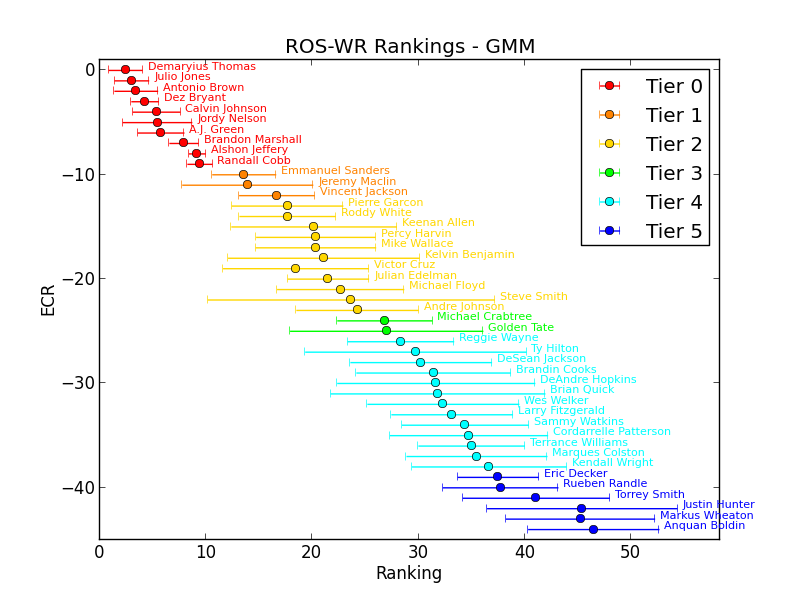 ROS-WR Rankings - GMM
Demaryius Thomas
Julio Jones
Antonio Brown
Dez Bryant
Calvin Johnson
Jordy Nelson
A.J. Green
Brandon Marshall
Alshon Jeffery
Randall Cobb
Emmanuel Sanders
Jeremy Maclin
Vincent Jackson
Pierre Garcon
Roddy White
Keenan Allen
Percy Harvin
Mike Wallace
Kelvin Benjamin
Victor Cruz
Julian Edelman
Michael Floyd
Steve Smith
Andre Johnson
Michael Crabtree
Golden Tate
Reggie Wayne
Ty Hilton
DeSean Jackson
Brandin Cooks
DeAndre Hopkins
Brian Quick
Wes Welker
Larry Fitzgerald
Sammy Watkins
Cordarrelle Patterson
Terrance Williams
Marques Colston
Kendall Wright
Eric Decker
Rueben Randle
Torrey Smith
Justin Hunter
Markus Wheaton
Anquan Boldin
Tier 0
Tier 1
Tier 2
Tier 3
Tier 4
Tier 5
0
−10
−20
−30
−40
ECR
0 10 20 30 40 50
Ranking